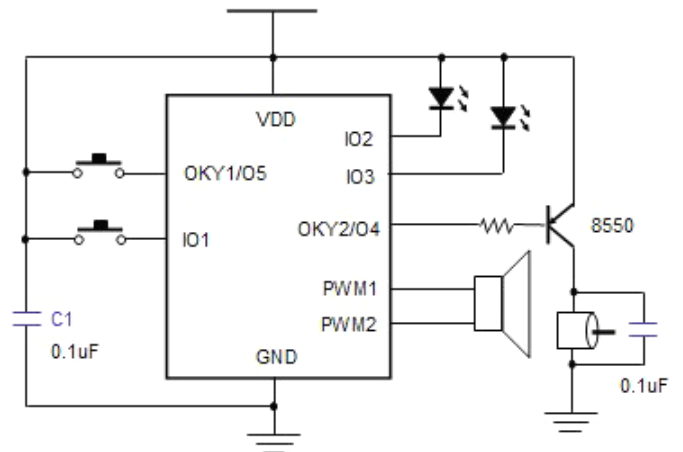 VDD
IO2
OKY1/O5
IO3
OKY2/O4
8550
IO1
PWM1
PWM2
C1
0.1uF
GND
0.1uF